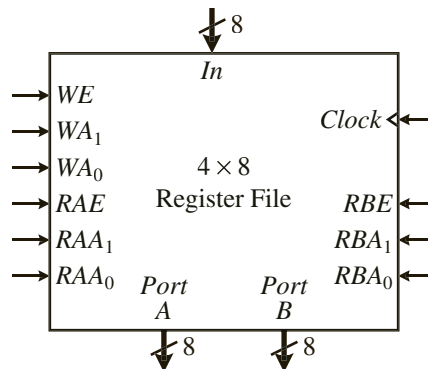 8
In
WE
WA₁
Clock
WA₀
4 × 8
Register File
RAE
RBE
RAA₁
RBA₁
RAA₀
RBA₀
Port A
Port B
8
8